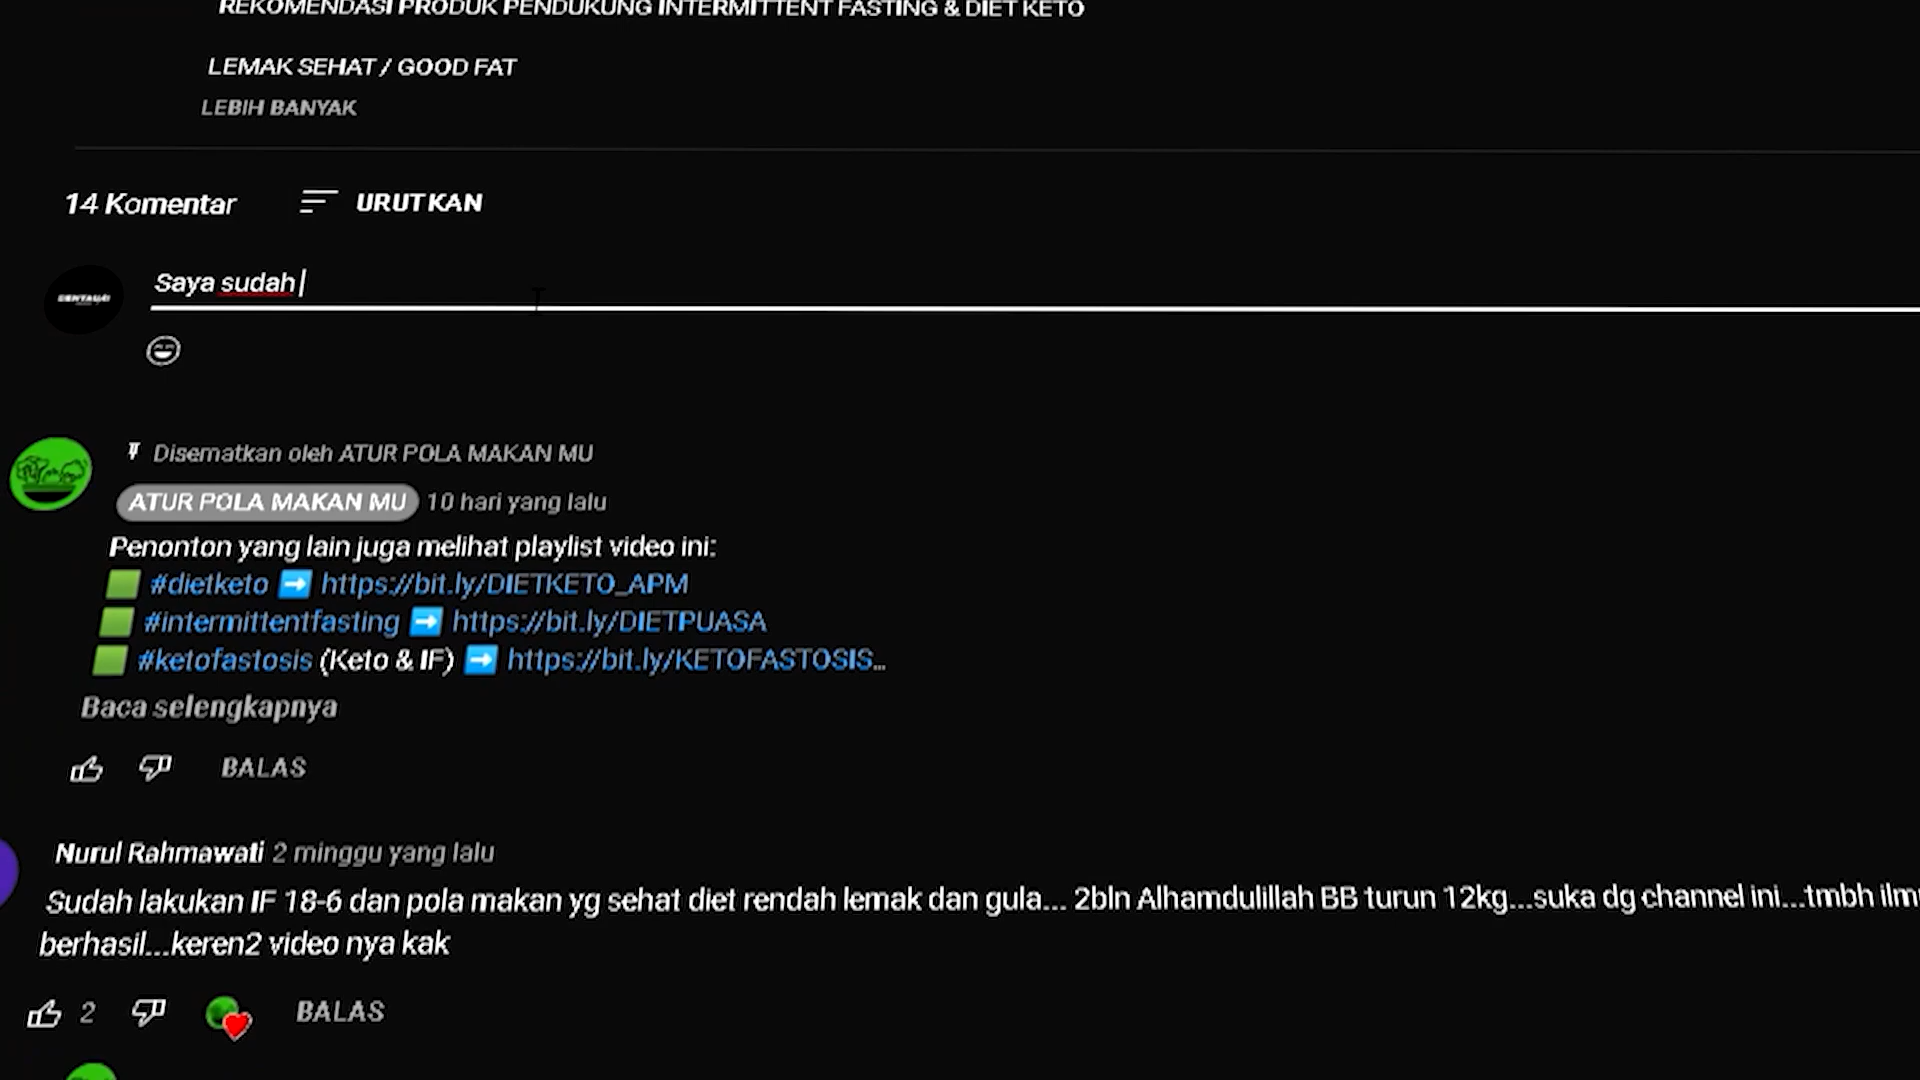 REKOMENDASI PRODUK PENDUKUNG INTERMITTENT FASTING & DIET KETO
LEMAK SEHAT / GOOD FAT
LEBIH BANYAK
14 Komentar URUTKAN
Saya sudah
Disematkan oleh ATUR POLA MAKAN MU
ATUR POLA MAKAN MU 10 hari yang lalu
Penonton yang lain juga melihat playlist video ini:
🟩 #dietketo ➡️ https://bit.ly/DIETKETO_APM
🟩 #intermittentfasting ➡️ https://bit.ly/DIETPUASA
🟩 #ketofastosis (Keto & IF) ➡️ https://bit.ly/KETOFASTOSIS...
Baca selengkapnya
BALAS
Nurul Rahmawati 2 minggu yang lalu
Sudah lakukan IF 18-6 dan pola makan yg sehat diet rendah lemak dan gula... 2bln Alhamdulillah BB turun 12kg...suka dg channel ini...tmbh
berhasil...keren2 video nya kak
2 BALAS